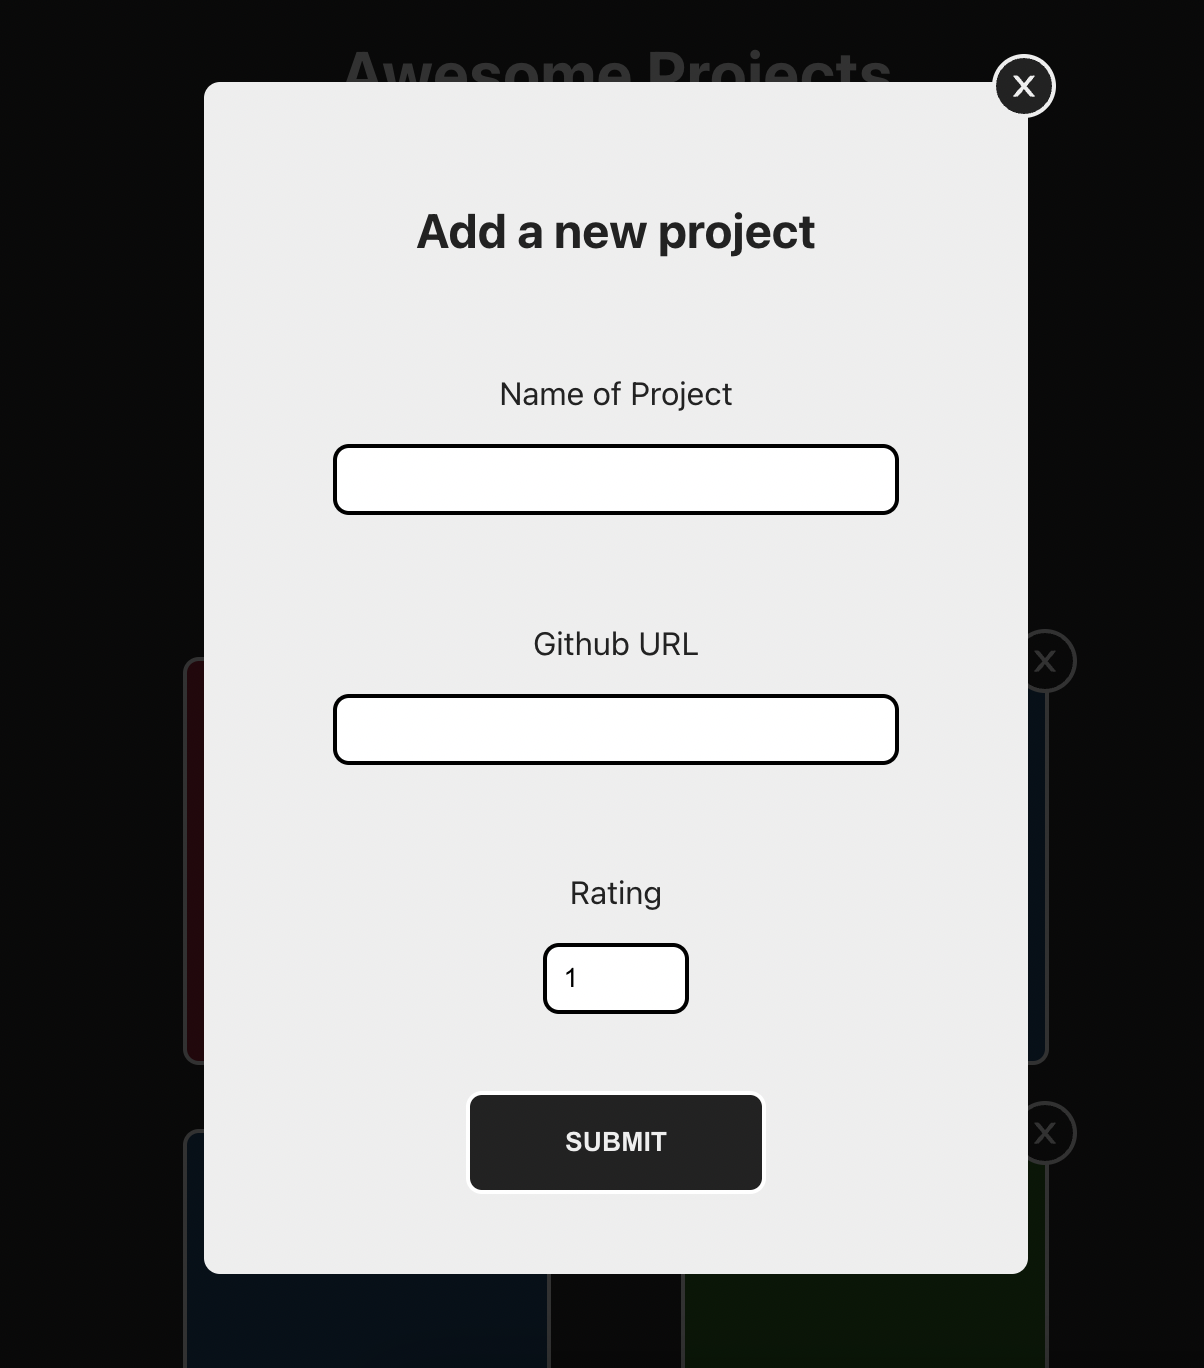 Awesome Projects
X
Add a new project
Name of Project
Github URL
X
Rating
1
SUBMIT
X